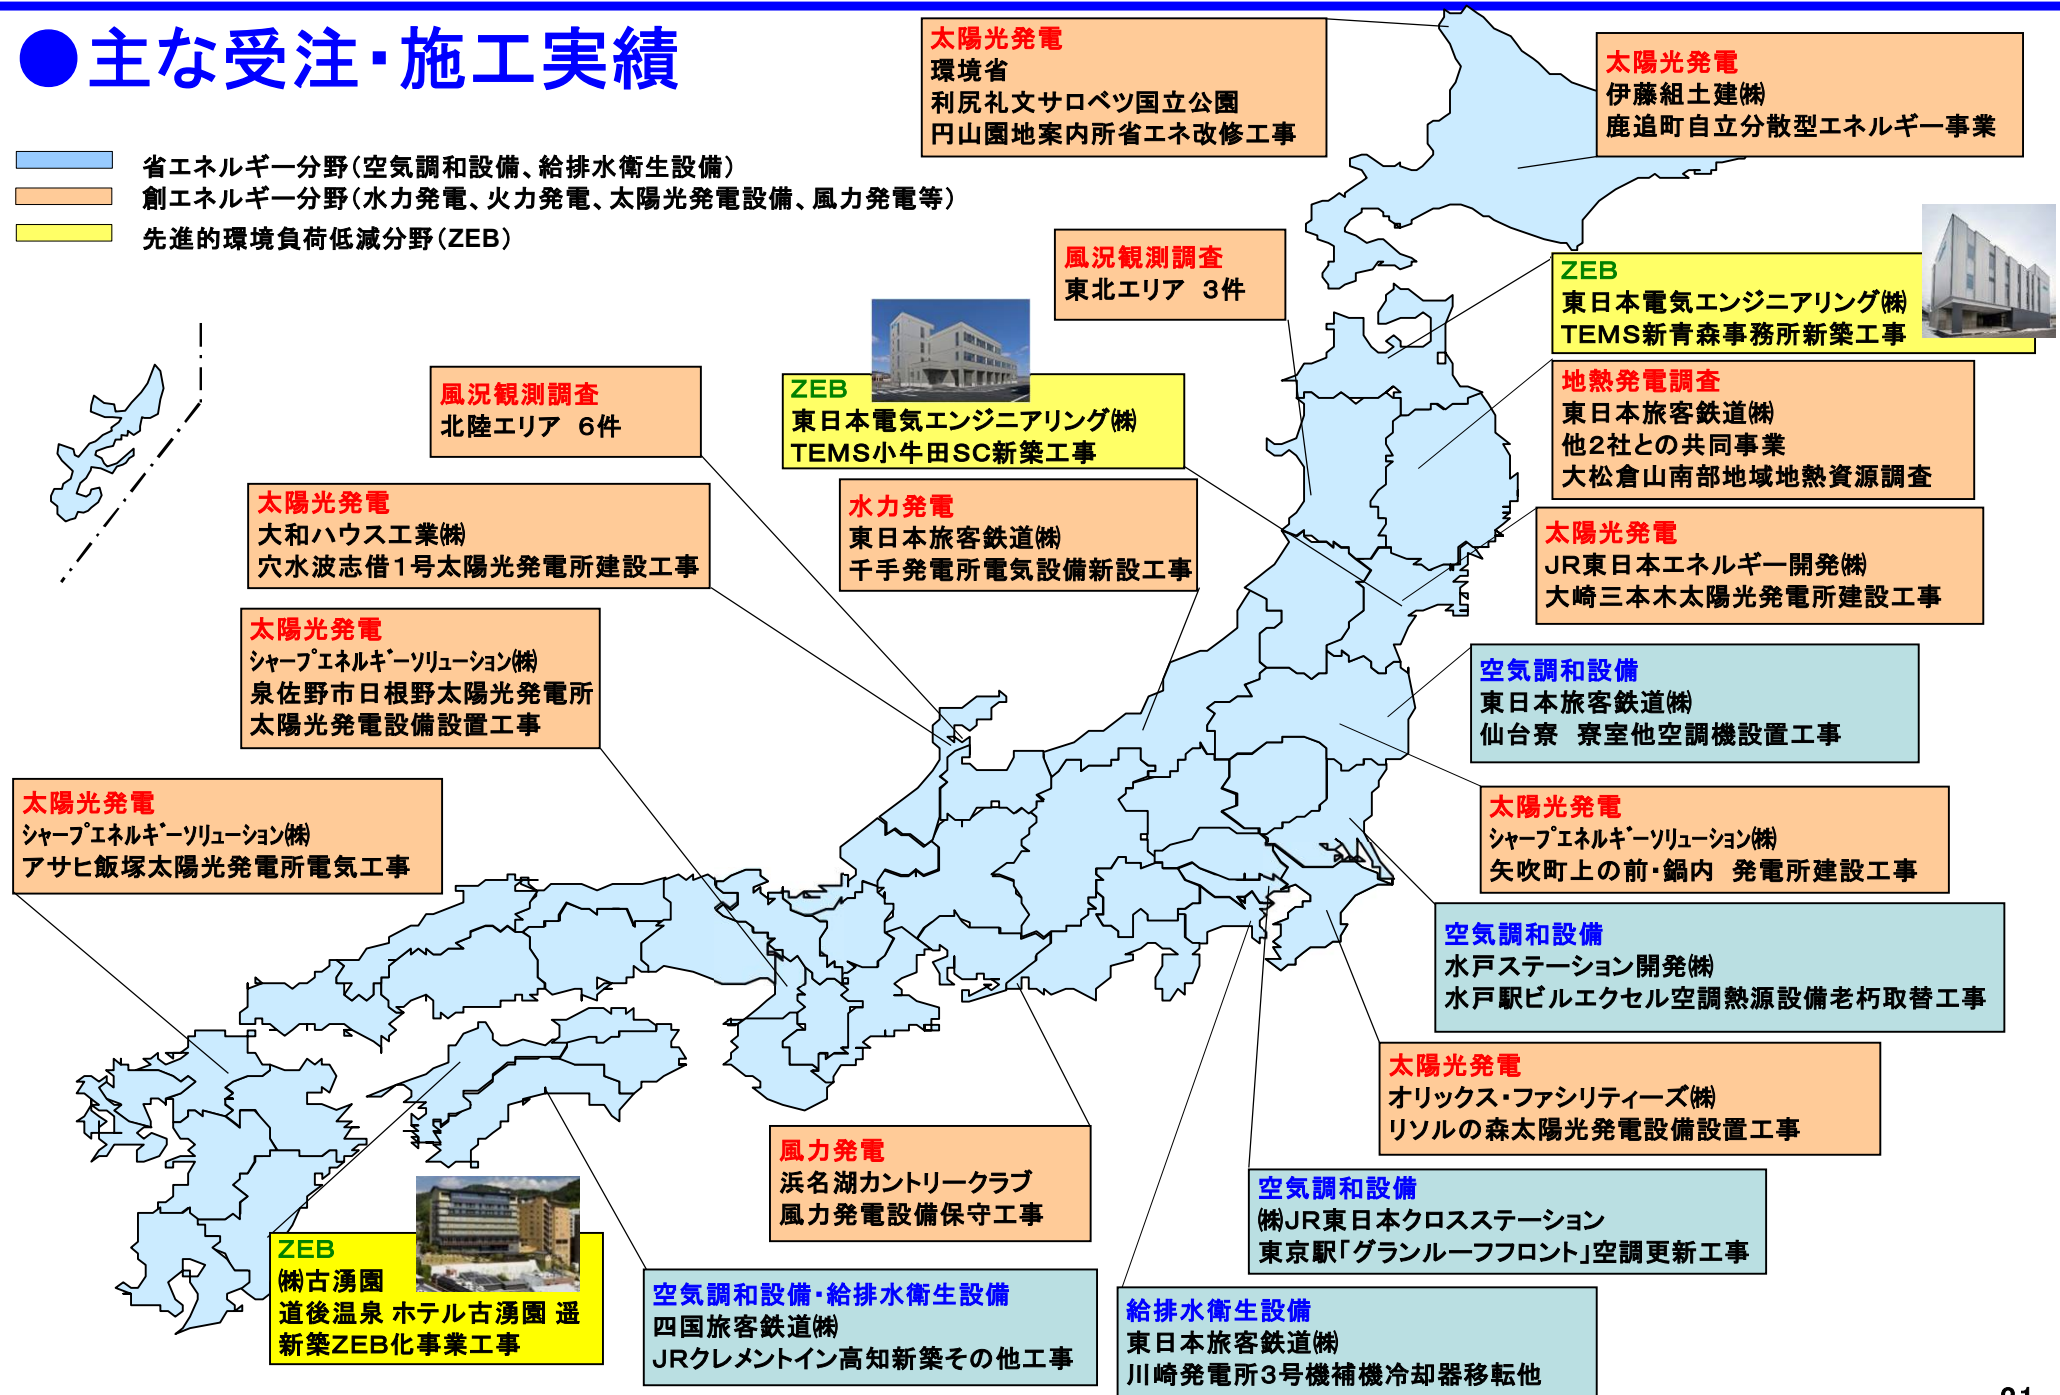 ●主な受注・施工実績
省エネルギー分野(空気調和設備、給排水衛生設備)
創エネルギー分野(水力発電、火力発電、太陽光発電設備、風力発電等)
先進的環境負荷低減分野(ZEB)
太陽光発電
環境省
利尻礼文サロベツ国立公園
円山園地案内所省エネ改修工事
太陽光発電
伊藤組土建㈱
鹿追町自立分散型エネルギー事業
風況観測調査
東北エリア 3件
ZEB
東日本電気エンジニアリング㈱
TEMS新青森事務所新築工事
風況観測調査
北陸エリア 6件
ZEB
東日本電気エンジニアリング㈱
TEMS小牛田SC新築工事
地熱発電調査
東日本旅客鉄道㈱
他2社との共同事業
大松倉山南部地域地熱資源調査
太陽光発電
大和ハウス工業㈱
穴水波志借1号太陽光発電所建設工事
水力発電
東日本旅客鉄道㈱
千手発電所電気設備新設工事
太陽光発電
JR東日本エネルギー開発㈱
大崎三本木太陽光発電所建設工事
太陽光発電
シャープエネルギーソリューション㈱
泉佐野市日根野太陽光発電所
太陽光発電設備設置工事
空気調和設備
東日本旅客鉄道㈱
仙台寮 寮室他空調機設置工事
太陽光発電
シャープエネルギーソリューション㈱
アサヒ飯塚太陽光発電所電気工事
太陽光発電
シャープエネルギーソリューション㈱
矢吹町上の前・鍋内 発電所建設工事
空気調和設備
水戸ステーション開発㈱
水戸駅ビルエクセル空調熱源設備老朽取替工事
太陽光発電
オリックス・ファシリティーズ㈱
リソルの森太陽光発電設備設置工事
風力発電
浜名湖カントリークラブ
風力発電設備保守工事
空気調和設備
㈱JR東日本クロスステーション
東京駅「グランルーフフロント」空調更新工事
ZEB
㈱古湧園
道後温泉 ホテル古湧園 遥
新築ZEB化事業工事
空気調和設備・給排水衛生設備
四国旅客鉄道㈱
JRクレメントイン高知新築その他工事
給排水衛生設備
東日本旅客鉄道㈱
川崎発電所3号機補機冷却器移転他